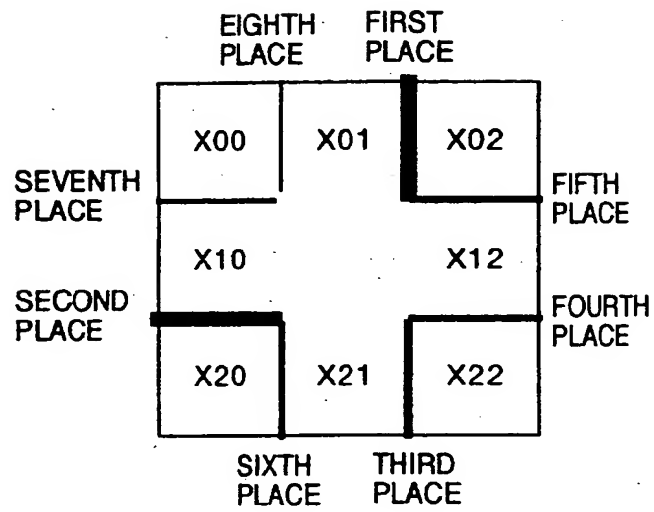 EIGHTH PLACE
FIRST PLACE
X00 X01 X02
SEVENTH PLACE
FIFTH PLACE
X10 X12
SECOND PLACE
FOURTH PLACE
X20 X21 X22
SIXTH PLACE
THIRD PLACE